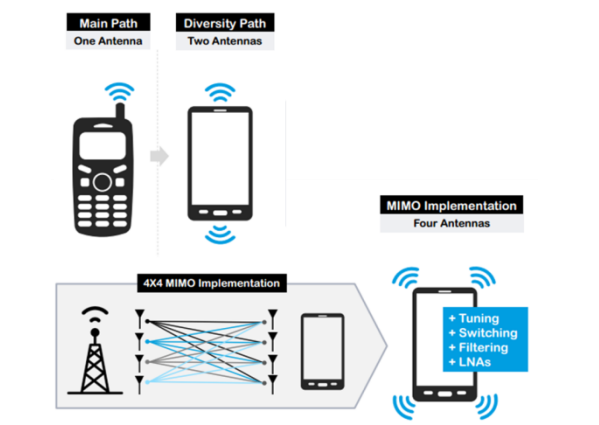 Main Path
One Antenna
Diversity Path
Two Antennas
MIMO Implementation
Four Antennas
4X4 MIMO Implementation
+ Tuning
+ Switching
+ Filtering
+ LNAs